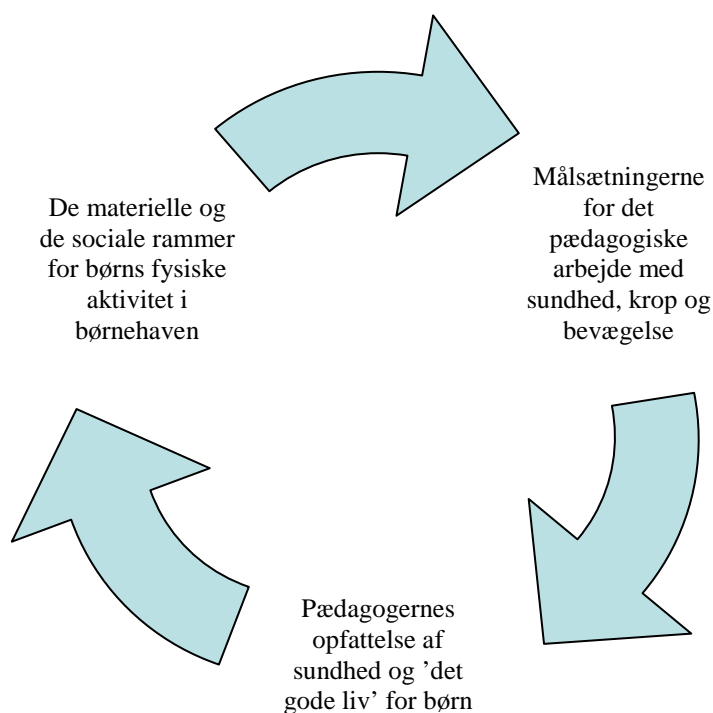 De materielle og
de sociale rammer
for børns fysiske
aktivitet i
børnehaven
Målsætningerne
for det
pædagogiske
arbejde med
sundhed, krop og
bevægelse
Pædagogernes
opfattelse af
sundhed og ’det
gode liv’ for børn